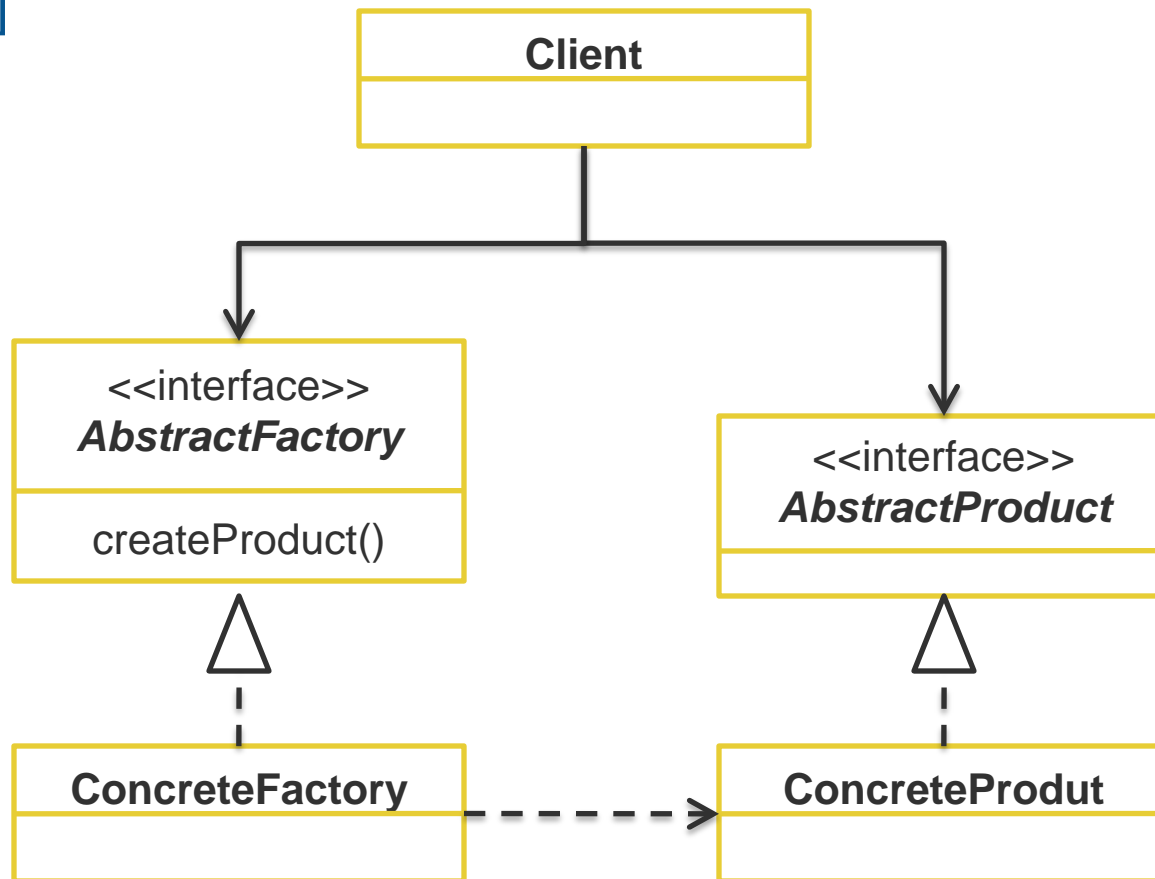 Client
<<interface>>
AbstractFactory
createProduct()
<<interface>>
AbstractProduct
ConcreteFactory
ConcreteProdut